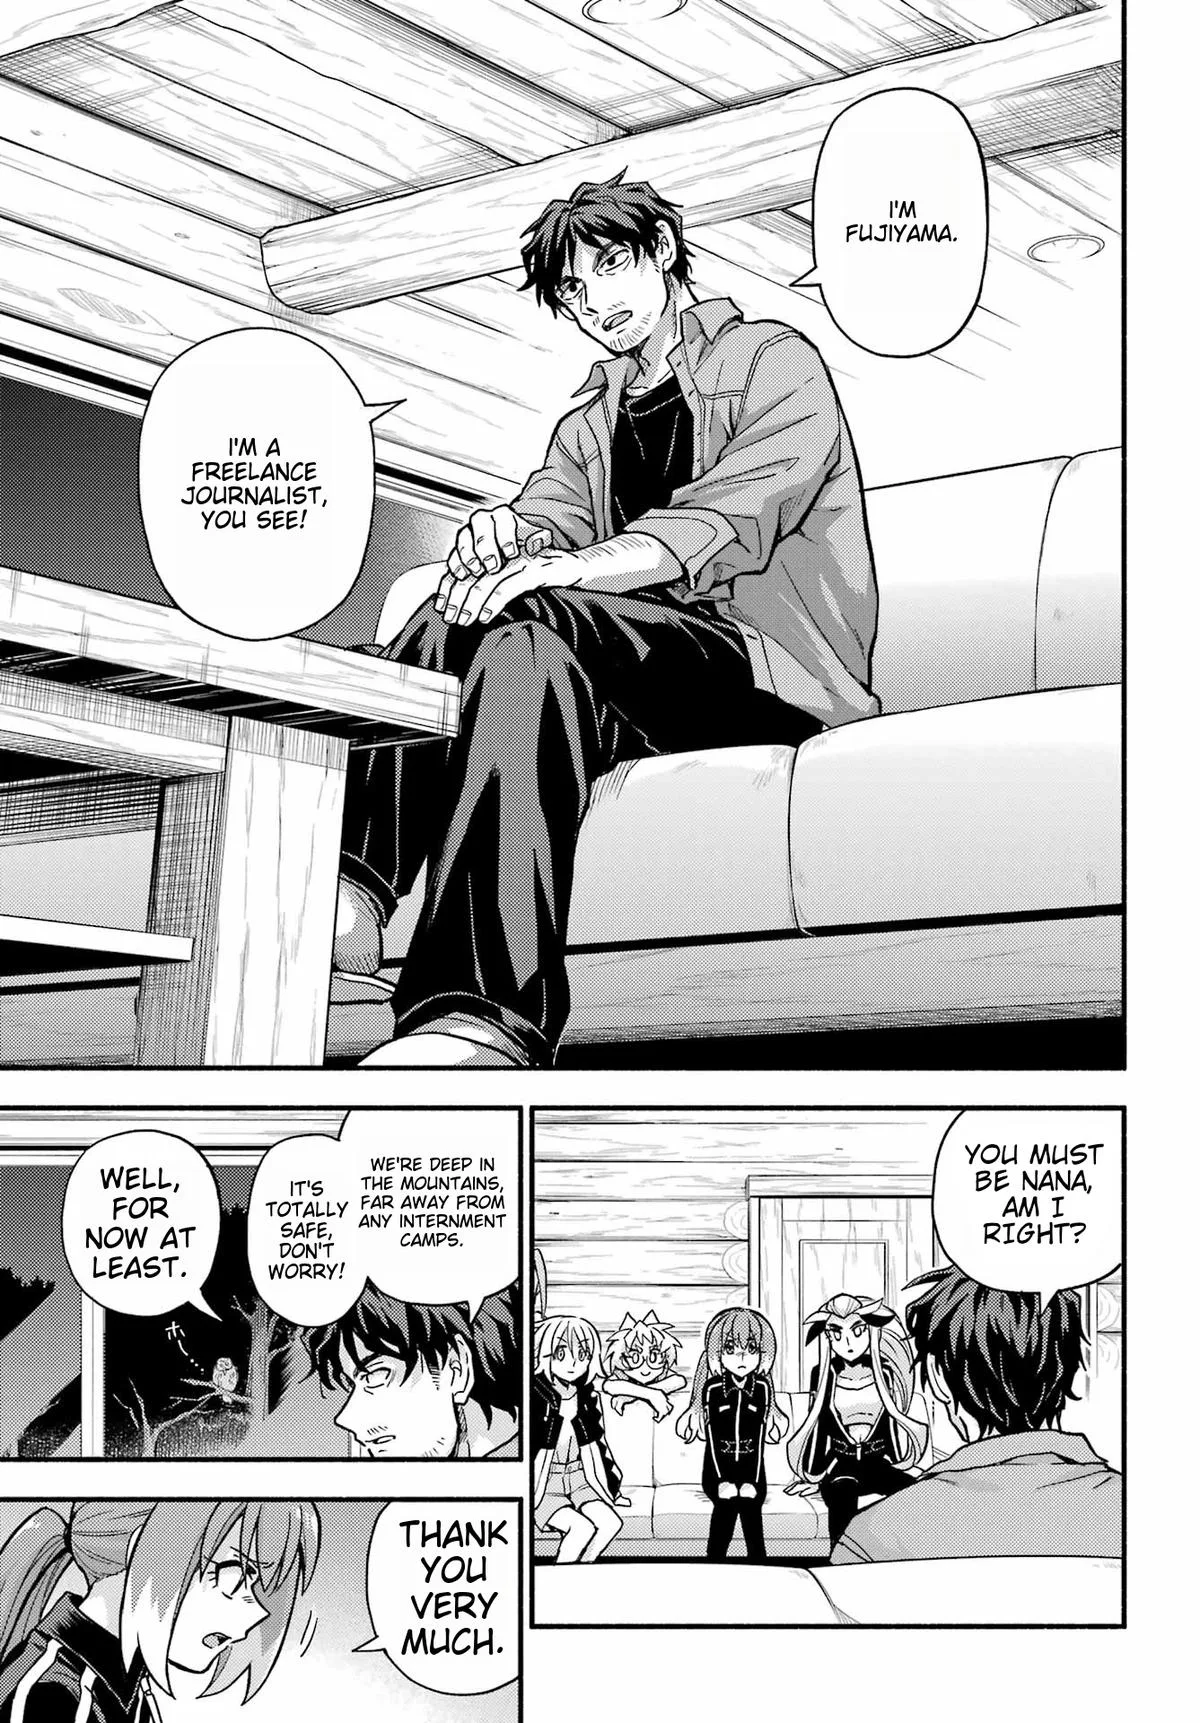 I'M
FUJIYAMA.
I'M A
FREELANCE
JOURNALIST,
YOU SEE!
YOU MUST
BE NANA,
AM I
RIGHT?
WE'RE DEEP IN
THE MOUNTAINS,
FAR AWAY FROM
ANY INTERNMENT
CAMPS.
IT'S
TOTALLY
SAFE,
DON'T
WORRY!
WELL,
FOR
NOW AT
LEAST.
ホ…
THANK
YOU
VERY
MUCH.